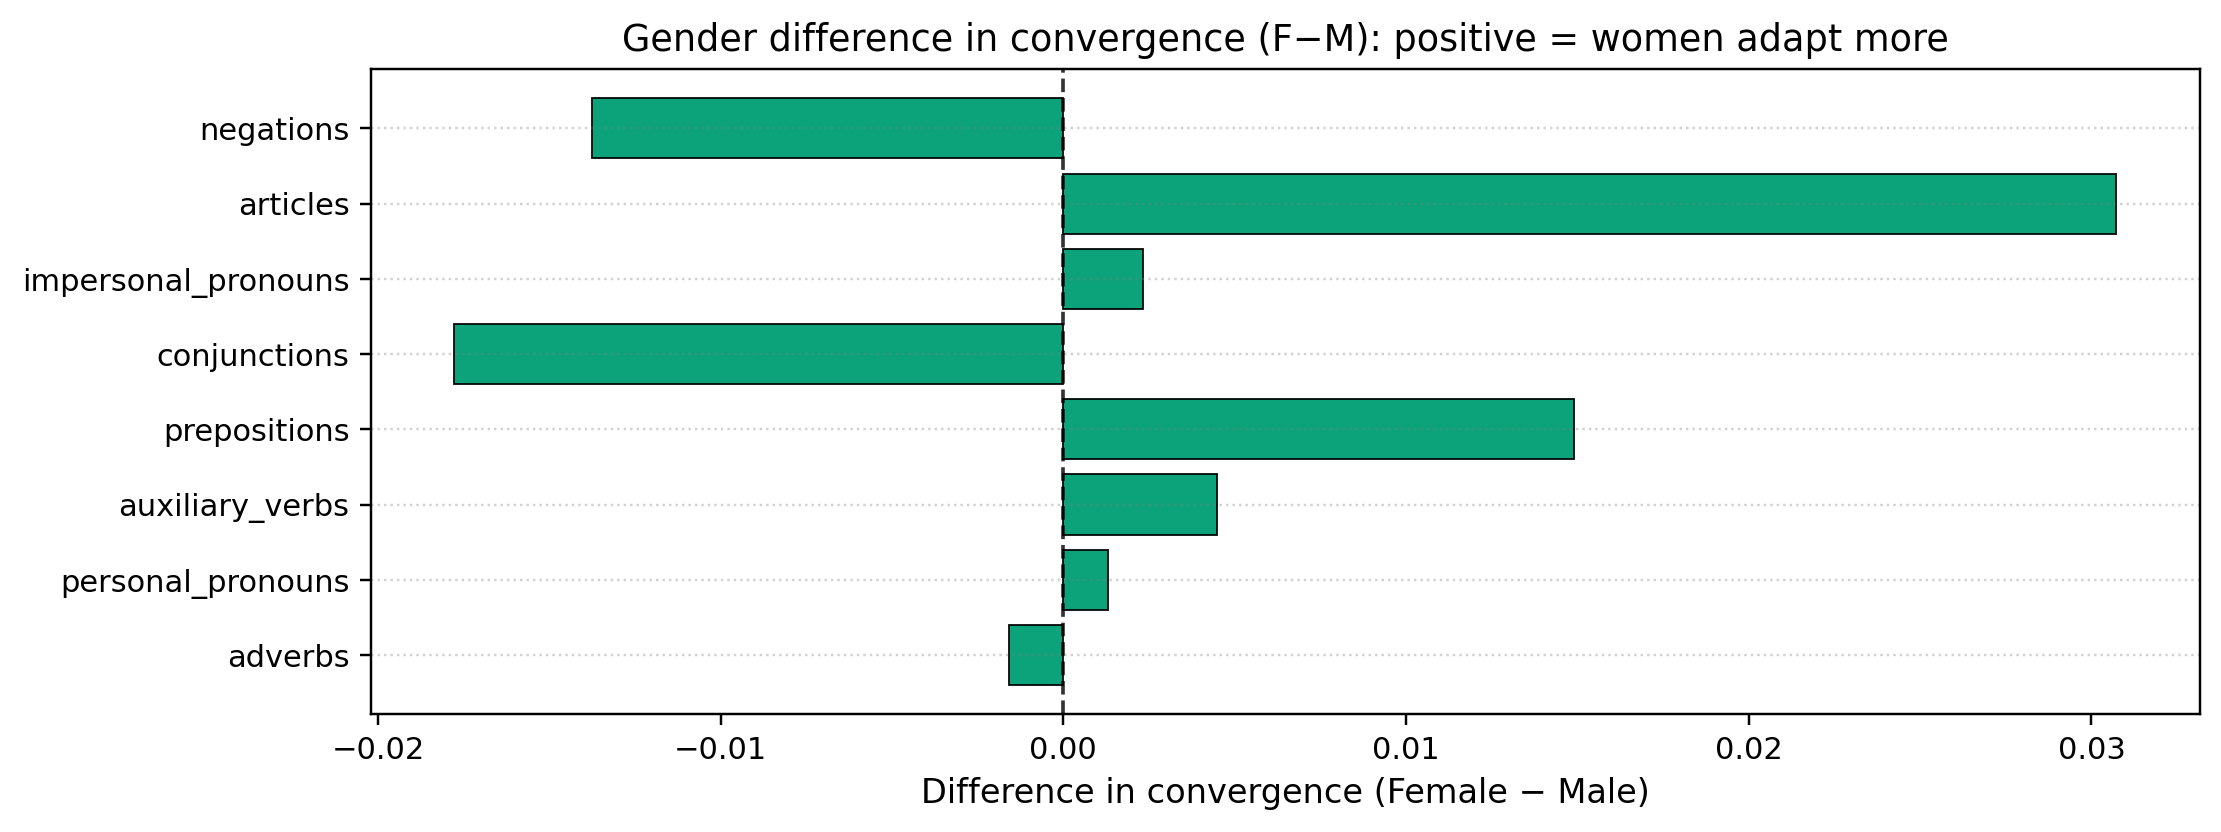 Gender difference in convergence (F−M): positive = women adapt more
negations
articles
impersonal_pronouns
conjunctions
prepositions
auxiliary_verbs
personal_pronouns
adverbs
−0.02 −0.01 0.00 0.01 0.02 0.03
Difference in convergence (Female − Male)